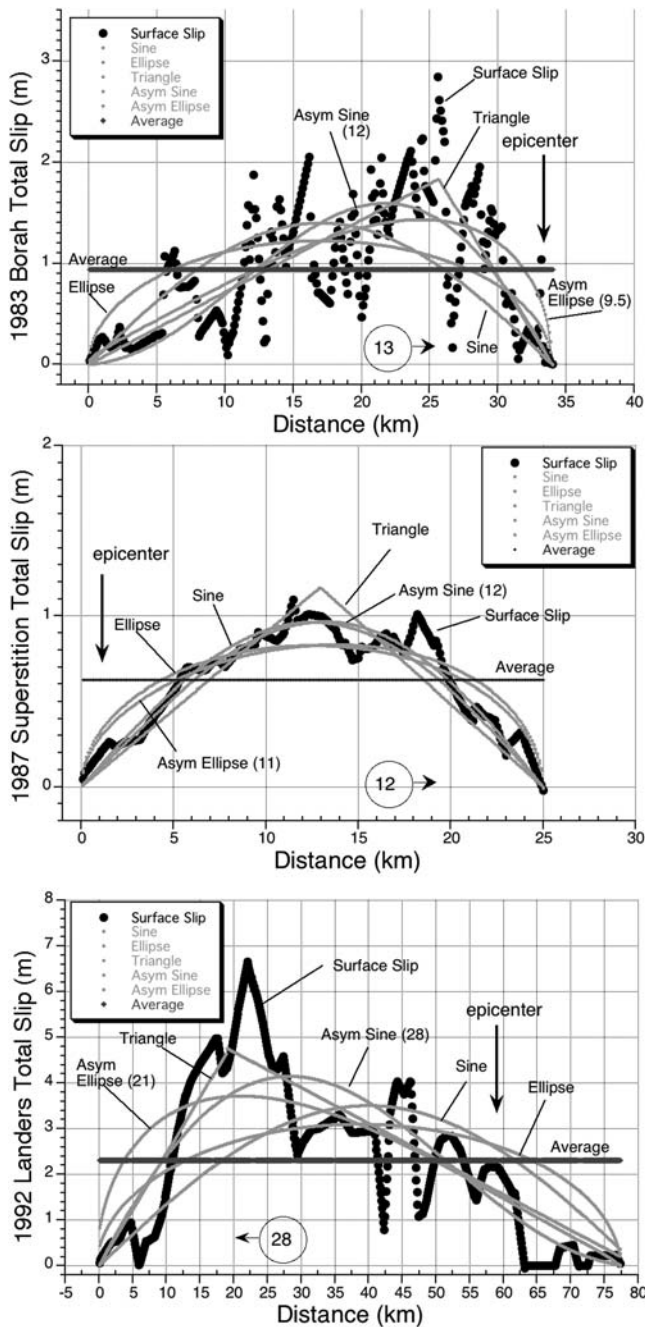 Surface Slip
Sine
Ellipse
Triangle
Asym Sine
Asym Ellipse
Average
1983 Borah Total Slip (m)
3
2
1
0
Surface Slip
Asym Sine
(12)
Triangle
epicenter
Average
Ellipse
Asym
Ellipse (9.5)
13
Sine
0 5 10 15 20 25 30 35 40
Distance (km)
1987 Superstition Total Slip (m)
2
1
0
Surface Slip
Sine
Ellipse
Triangle
Asym Sine
Asym Ellipse
Average
epicenter
Triangle
Sine
Asym Sine (12)
Surface Slip
Ellipse
Average
Asym Ellipse (11)
12
0 5 10 15 20 25 30
Distance (km)
1992 Landers Total Slip (m)
8
7
6
5
4
3
2
1
0
Surface Slip
Sine
Ellipse
Triangle
Asym Sine
Asym Ellipse
Average
Surface Slip
epicenter
Triangle
Asym Sine (28)
Asym
Ellipse (21)
Sine
Ellipse
Average
28
-5 0 5 10 15 20 25 30 35 40 45 50 55 60 65 70 75 80
Distance (km)